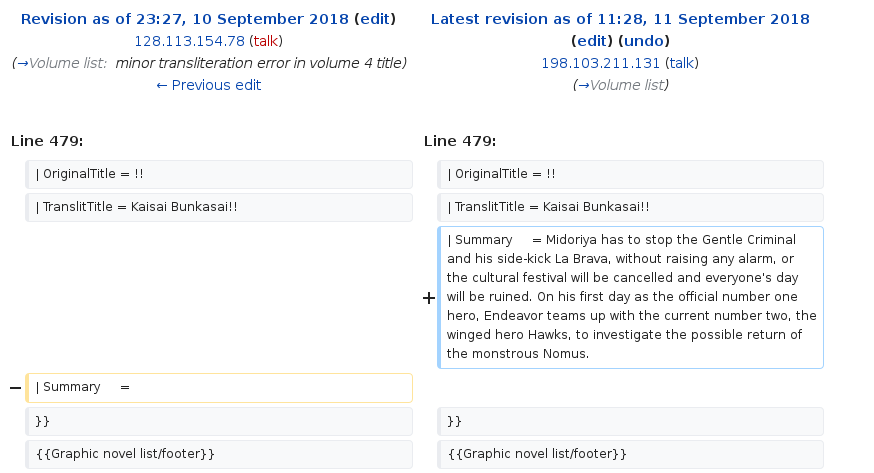 Revision as of 23:27, 10 September 2018 (edit)
128.113.154.78 (talk)
(→Volume list: minor transliteration error in volume 4 title)
← Previous edit
Latest revision as of 11:28, 11 September 2018
(edit) (undo)
198.103.211.131 (talk)
(→Volume list)
Line 479:
Line 479:
| OriginalTitle = !!
| OriginalTitle = !!
| TranslitTitle = Kaisai Bunkasai!!
| TranslitTitle = Kaisai Bunkasai!!
+
| Summary = Midoriya has to stop the Gentle Criminal
and his side-kick La Brava, without raising any alarm, or
the cultural festival will be cancelled and everyone's day
will be ruined. On his first day as the official number one
hero, Endeavor teams up with the current number two, the
winged hero Hawks, to investigate the possible return of
the monstrous Nomus.
−
| Summary =
}}
}}
{{Graphic novel list/footer}}
{{Graphic novel list/footer}}